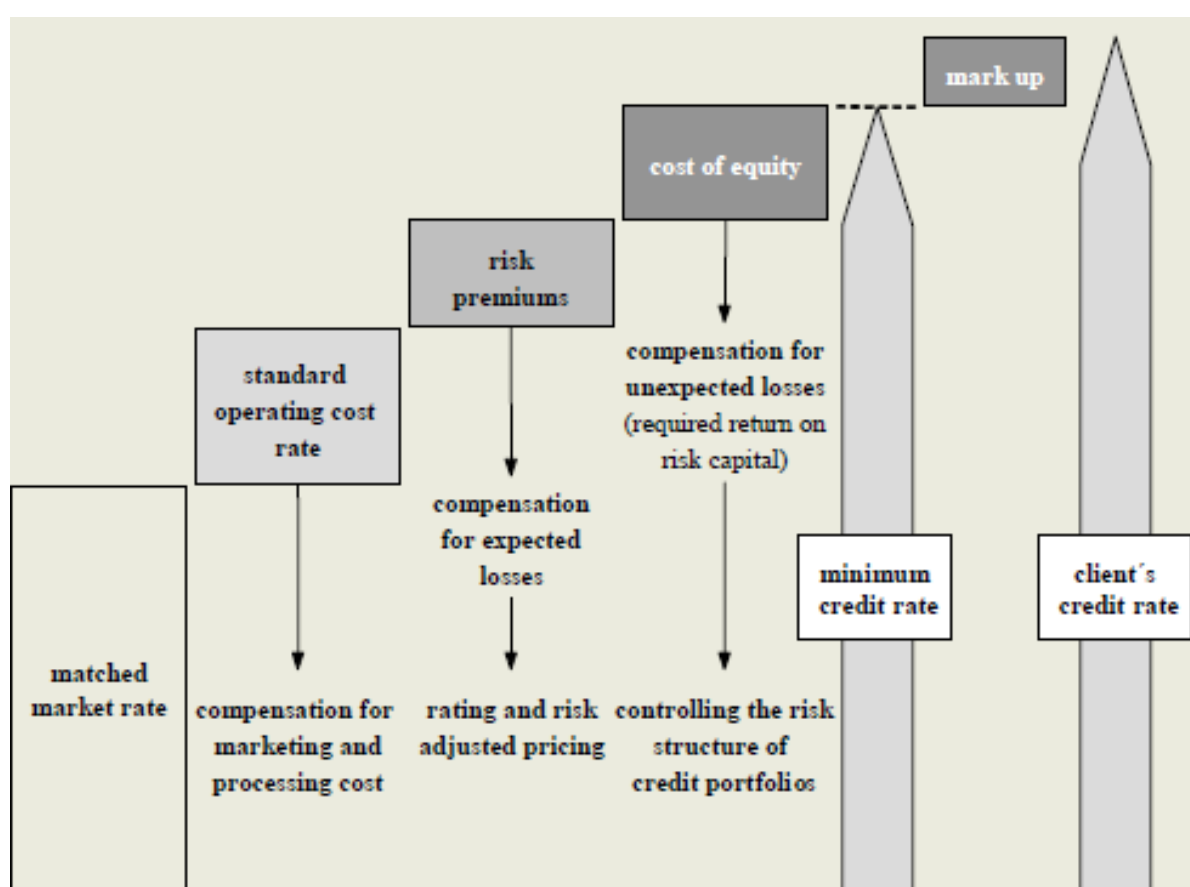 mark up
cost of equity
risk
premiums
standard
operating cost
rate
compensation for
unexpected losses
(required return on
risk capital)
compensation
for expected
losses
minimum
credit rate
client´s
credit rate
matched
market rate
compensation for
marketing and
processing cost
rating and risk
adjusted pricing
controlling the risk
structure of
credit portfolios